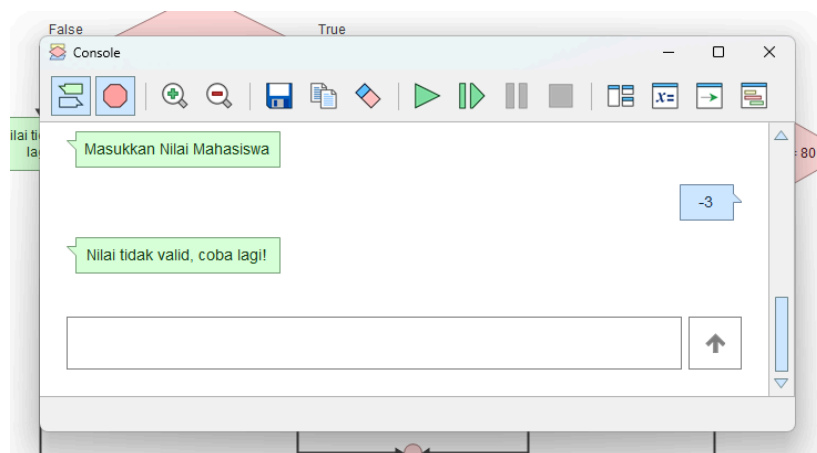 False
True
Console
x=
Masukkan Nilai Mahasiswa
-3
Nilai tidak valid, coba lagi!
80